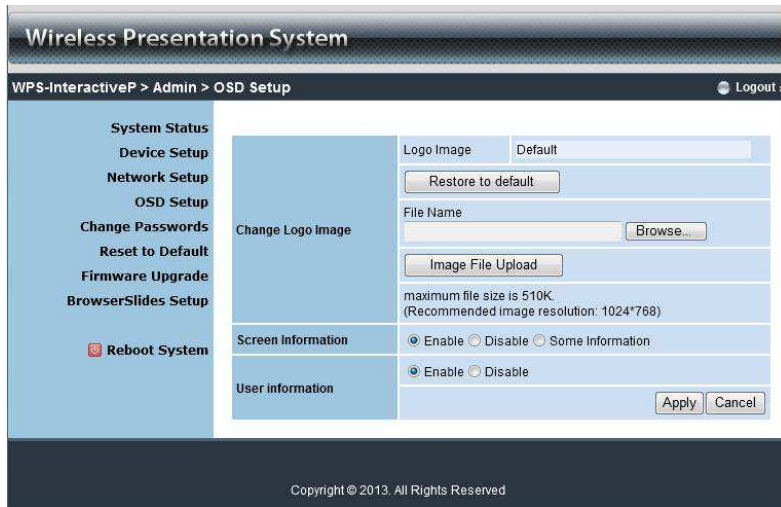 Wireless Presentation System
WPS-InteractiveP > Admin > OSD Setup
Logout
System Status
Device Setup
Network Setup
OSD Setup
Change Passwords
Reset to Default
Firmware Upgrade
BrowserSlides Setup
Reboot System
Change Logo Image
Logo Image Default
Restore to default
File Name
Browse...
Image File Upload
maximum file size is 510K.
(Recommended image resolution: 1024*768)
Screen Information
Enable Disable Some Information
User information
Enable Disable
Apply Cancel
Copyright © 2013. All Rights Reserved